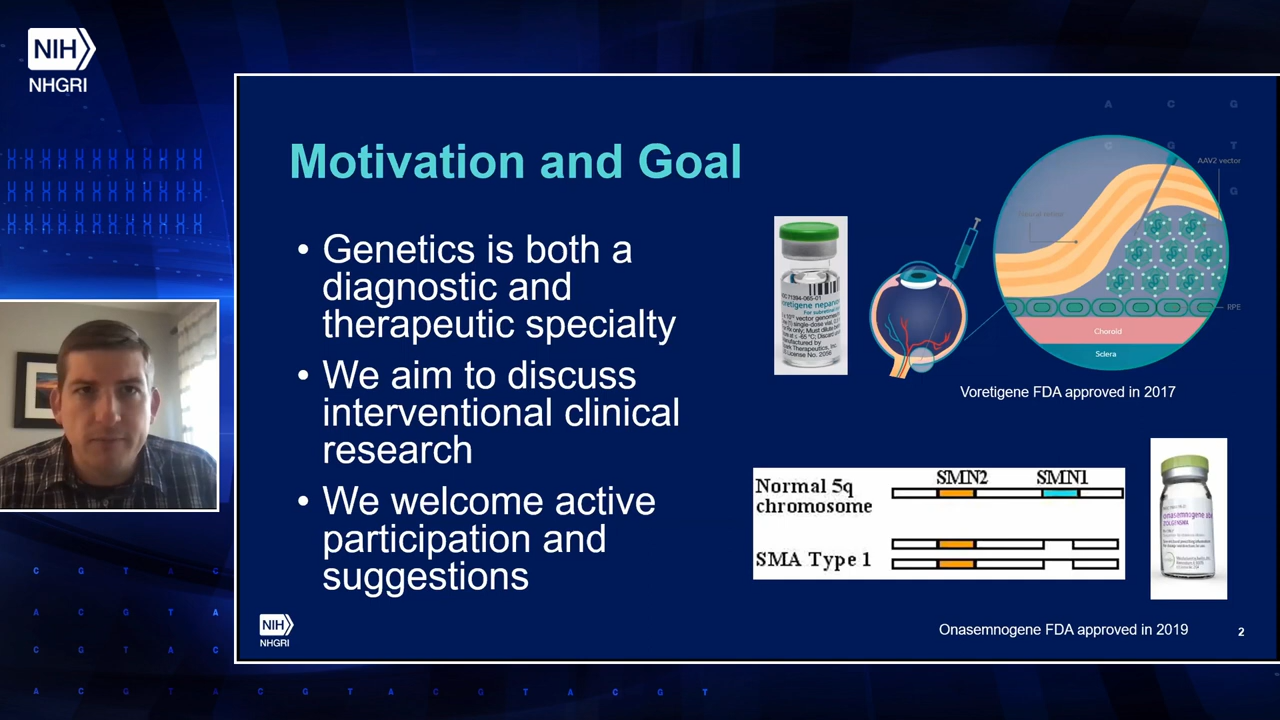 NIH
NHGRI
Motivation and Goal
• Genetics is both a
diagnostic and
therapeutic specialty
• We aim to discuss
interventional clinical
research
• We welcome active
participation and
suggestions
AAV2 vector
RPE
Choroid
Sclera
Voretigene FDA approved in 2017
SMN2 SMN1
Normal 5q
chromosome
SMA Type 1
Onasemnogene FDA approved in 2019
2
NIH
NHGRI
A C G
C G T
G
C G T A C
A C G T A
C G T A C
A C G T A C G T A C G T